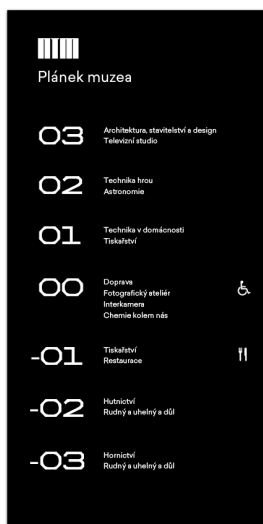 Plánek muzea
03
Architektura, stavitelství a design
Televizní studio
02
Technika hrou
Astronomie
01
Technika v domácnosti
Tiskařství
00
Doprava
Fotografický ateliér
Interkamera
Chemie kolem nás
-01
Tiskařství
Restaurace
-02
Hutnictví
Rudný a uhelný a důl
-03
Hornictví
Rudný a uhelný a důl